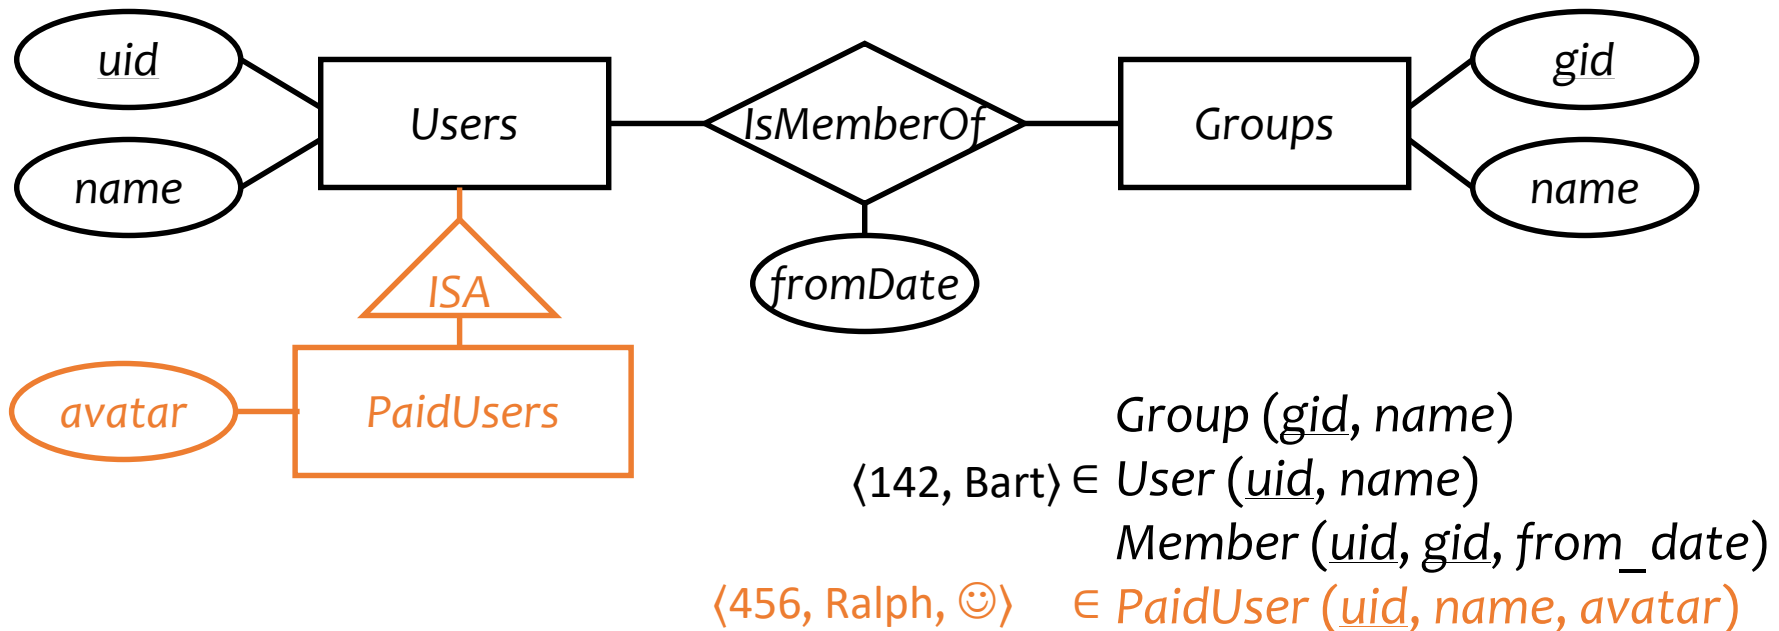 uid
name
Users
IsMemberOf
fromDate
Groups
gid
name
ISA
avatar
PaidUsers
Group (gid, name)
⟨142, Bart⟩ ∈ User (uid, name)
Member (uid, gid, from_date)
⟨456, Ralph, ☺⟩ ∈ PaidUser (uid, name, avatar)